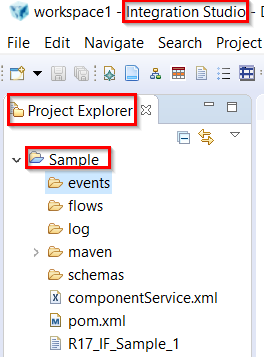 workspace1 - Integration Studio -
File Edit Navigate Search Project
Project Explorer
Sample
events
flows
log
maven
schemas
componentService.xml
pom.xml
R17_IF_Sample_1